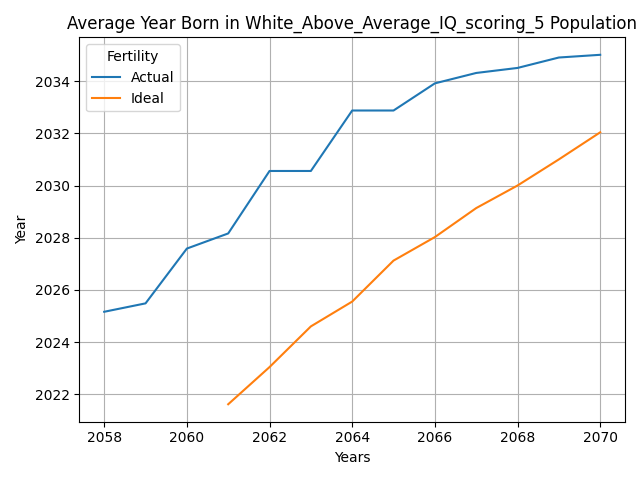 Average Year Born in White_Above_Average_IQ_scoring_5 Population
Fertility
Actual
Ideal
2034
2032
2030
2028
2026
2024
2022
Year
2058 2060 2062 2064 2066 2068 2070
Years